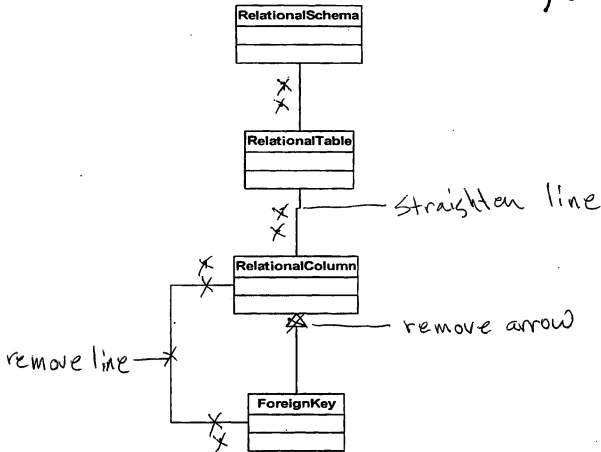 RelationalSchema
RelationalTable
straighten line
RelationalColumn
remove arrow
remove line
ForeignKey